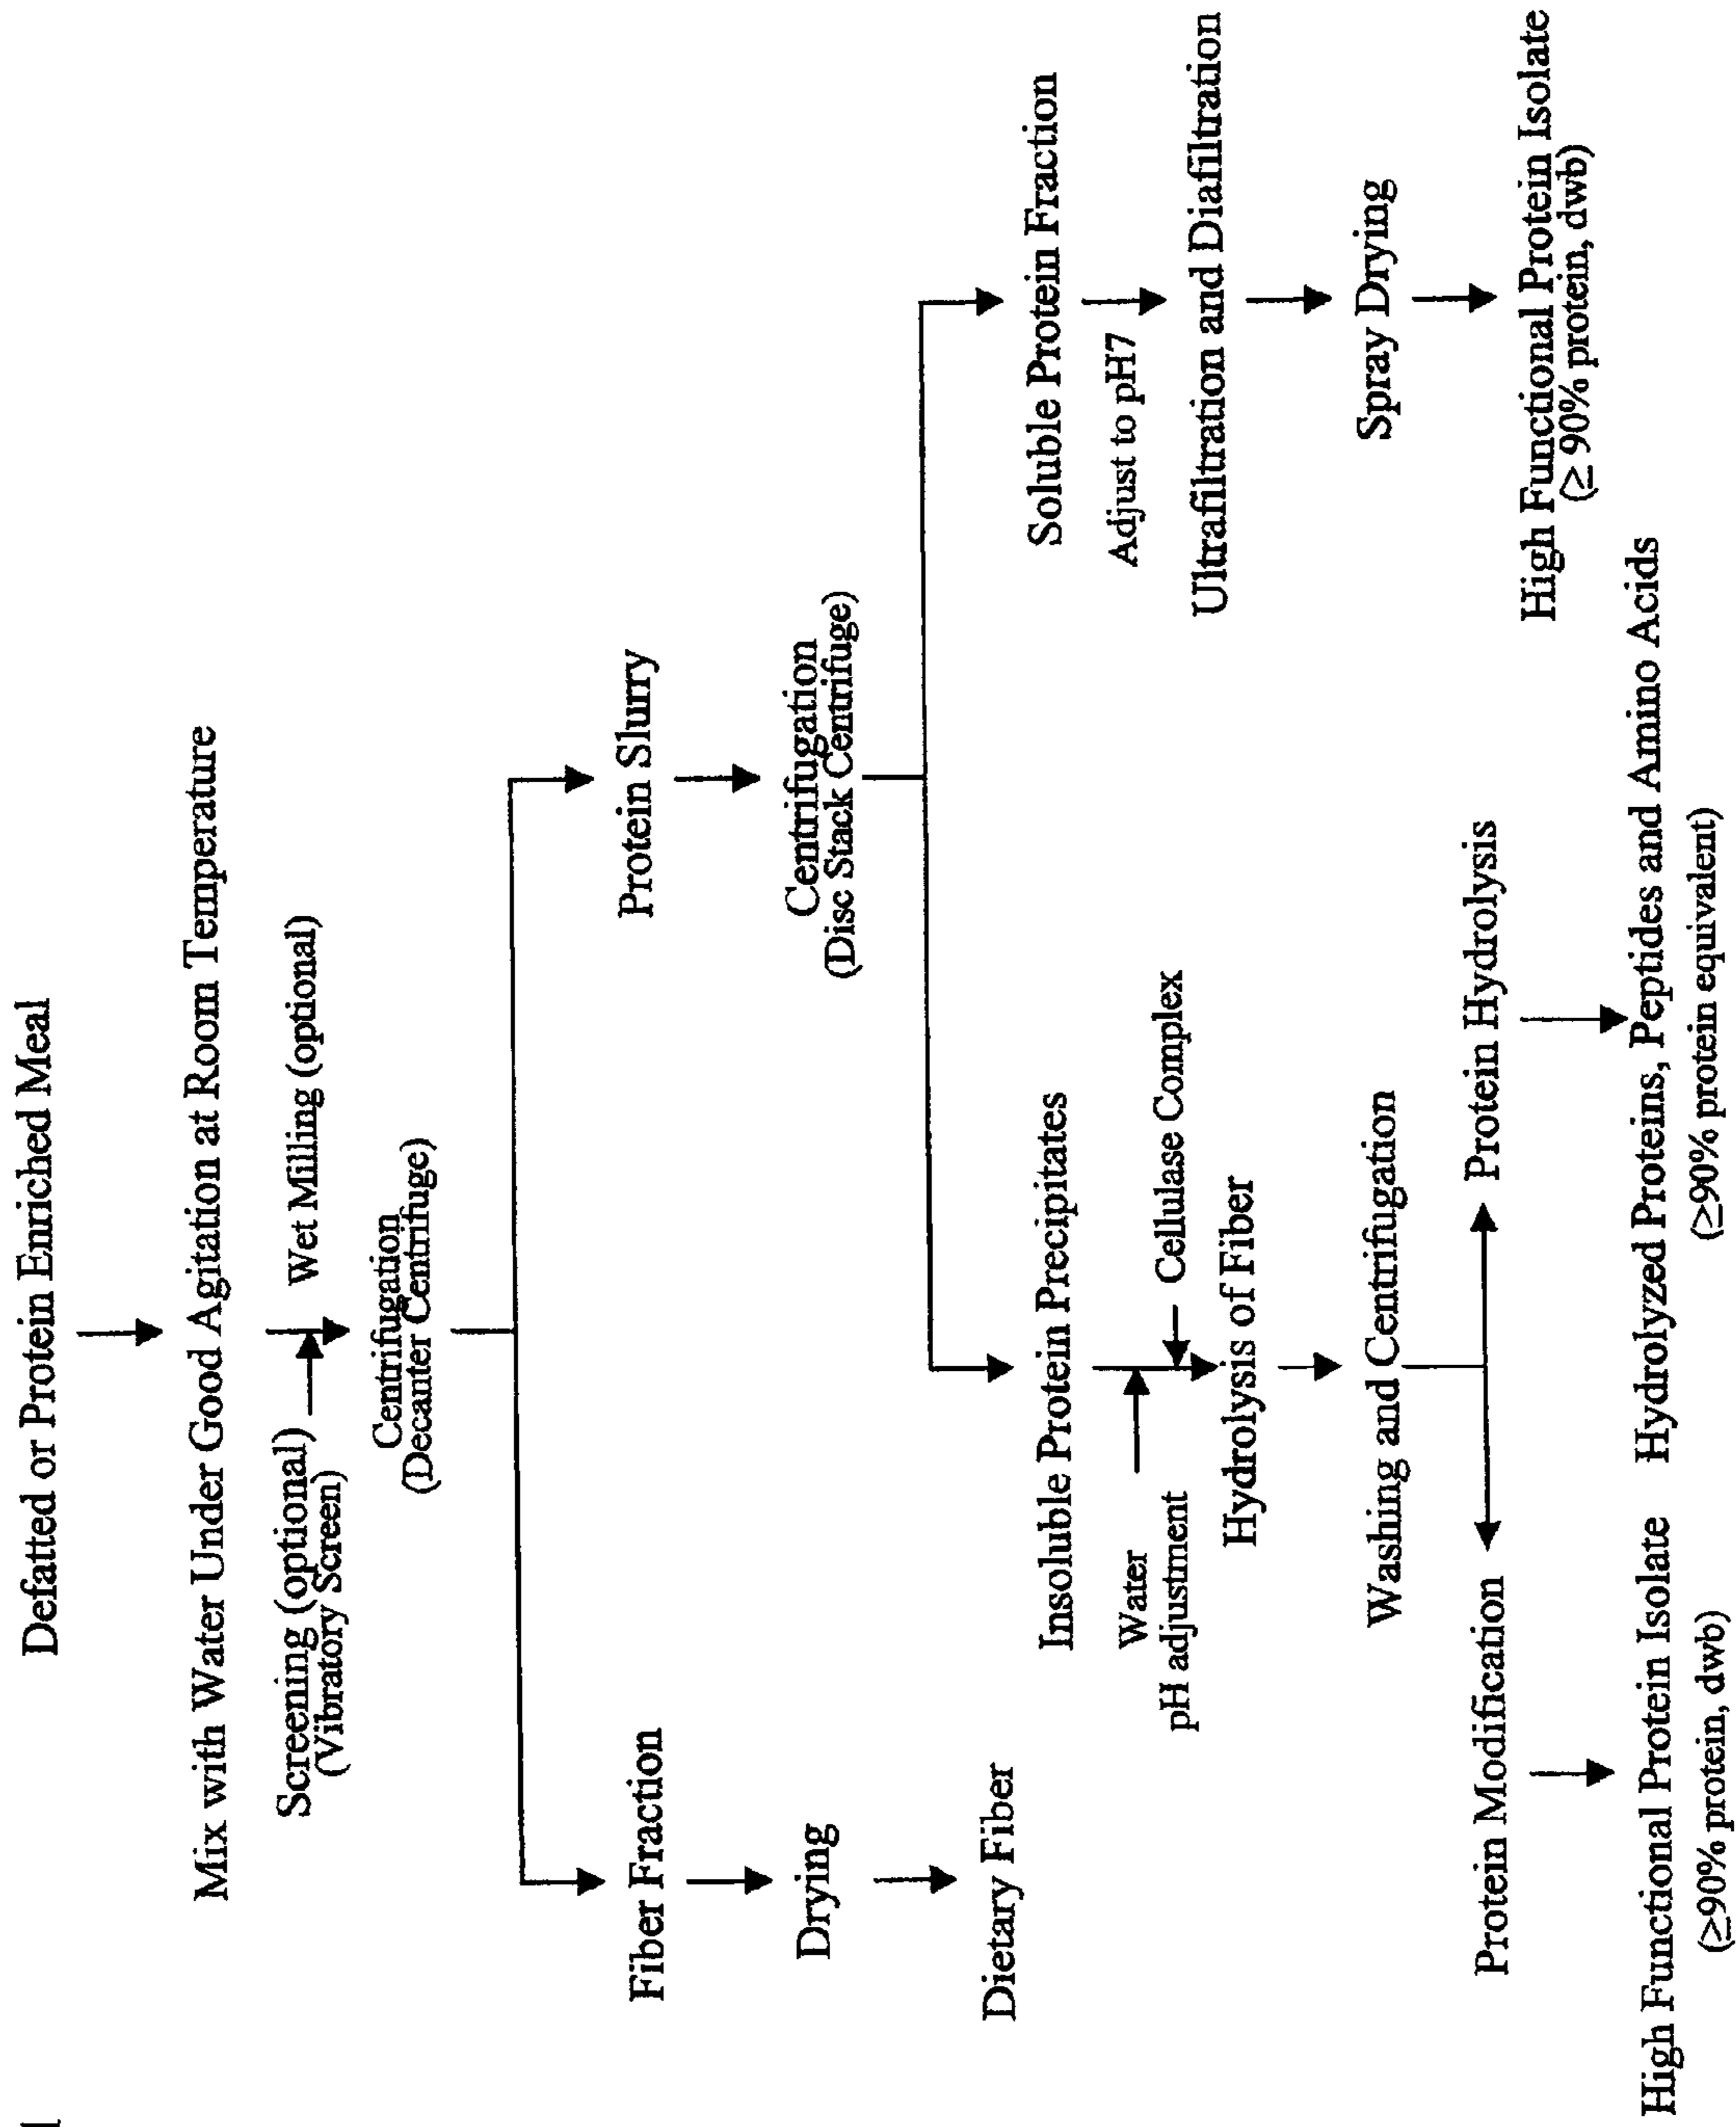 Defatted or Protein Enriched Meal
Mix with Water Under Good Agitation at Room Temperature
Screening (optional)
(Vibratory Screen)
Wet Milling (optional)
Centrifugation
(Decanter Centrifuge)
Fiber Fraction
Drying
Dietary Fiber
Protein Slurry
Centrifugation
(Disc Stack Centrifuge)
Insoluble Protein Precipitates
Water
pH adjustment
Cellulase Complex
Hydrolysis of Fiber
Washing and Centrifugation
Protein Modification
High Functional Protein Isolate
(≥90% protein, dwb)
Protein Hydrolysis
Hydrolyzed Proteins, Peptides and Amino Acids
(≥90% protein equivalent)
Soluble Protein Fraction
Adjust to pH7
Ultrafiltration and Diafiltration
Spray Drying
High Functional Protein Isolate
(≥ 90% protein, dwb)